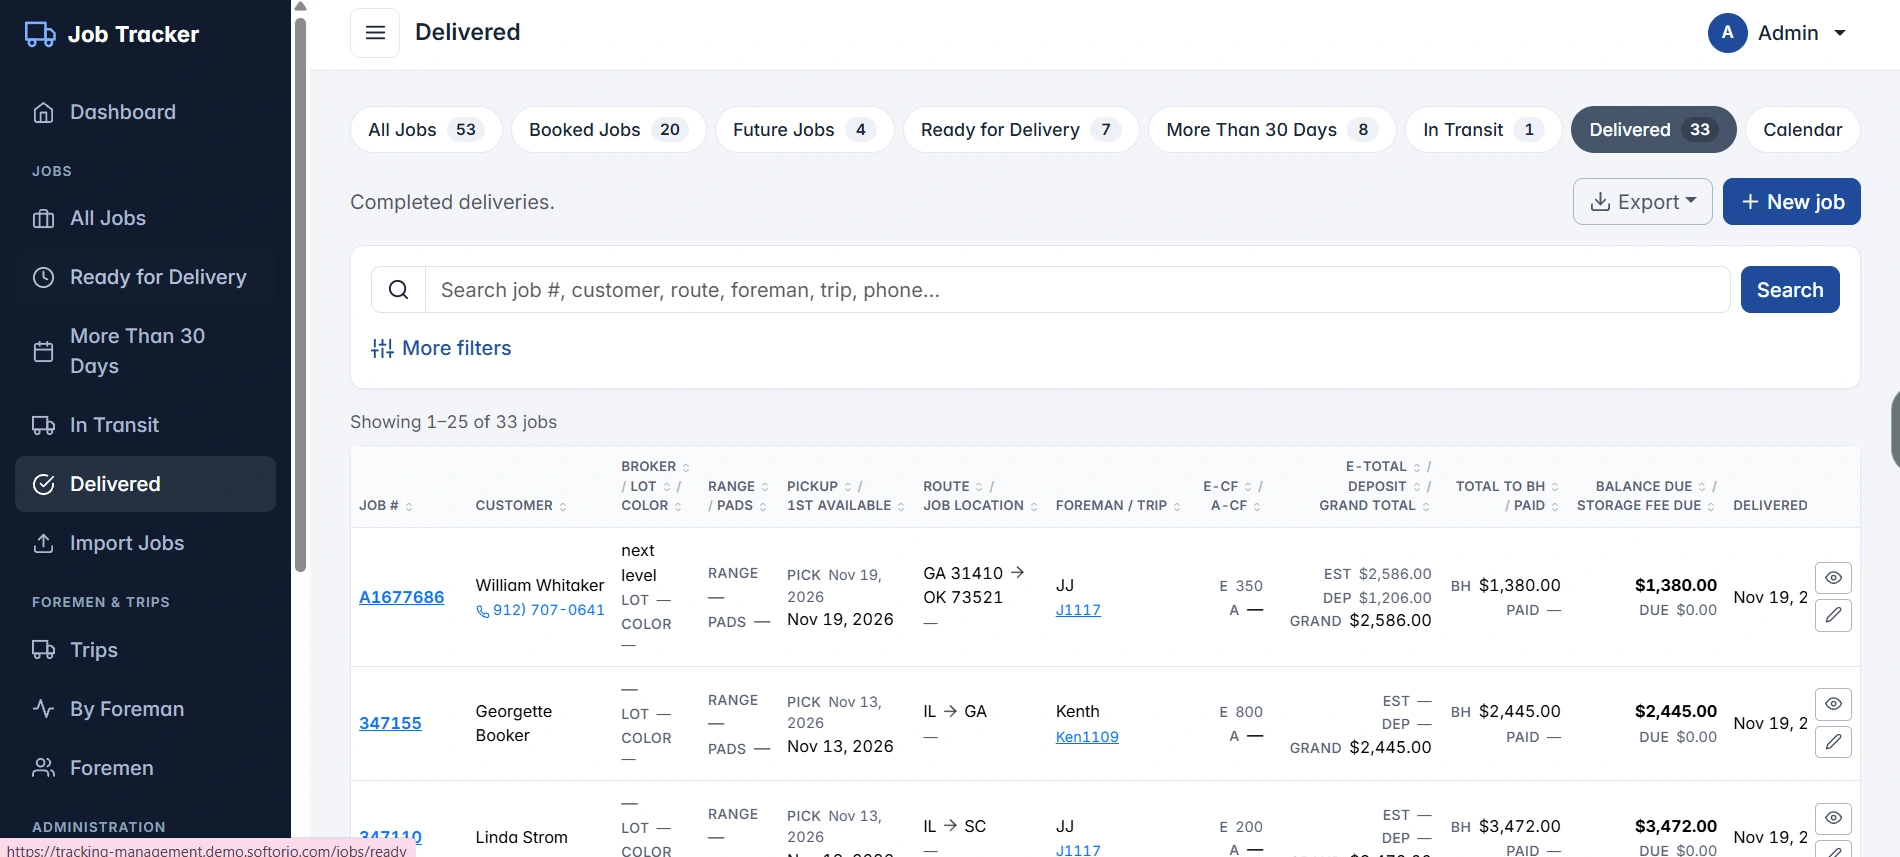 Job Tracker
Dashboard
JOBS
All Jobs
Ready for Delivery
More Than 30
Days
In Transit
Delivered
Import Jobs
FOREMEN & TRIPS
Trips
By Foreman
Foremen
ADMINISTRATION
https://tracking-management.demo.softorio.com/jobs/ready
Delivered
A Admin
All Jobs 53 Booked Jobs 20 Future Jobs 4 Ready for Delivery 7 More Than 30 Days 8 In Transit 1 Delivered 33 Calendar
Completed deliveries.
Export
+ New job
Search job #, customer, route, foreman, trip, phone...
Search
More filters
Showing 1–25 of 33 jobs
JOB #
CUSTOMER
BROKER
/ LOT /
COLOR
RANGE
/ PADS
PICKUP /
1ST AVAILABLE
ROUTE /
JOB LOCATION
FOREMAN / TRIP
E-CF /
A-CF
E-TOTAL /
DEPOSIT /
GRAND TOTAL
TOTAL TO BH
/ PAID
BALANCE DUE /
STORAGE FEE DUE
DELIVERED
A1677686
William Whitaker
912) 707-0641
next
level
LOT —
COLOR
—
RANGE
—
PADS —
PICK Nov 19,
2026
Nov 19, 2026
GA 31410 →
OK 73521
—
JJ
J1117
E 350
A —
EST $2,586.00
DEP $1,206.00
GRAND $2,586.00
BH $1,380.00
PAID —
$1,380.00
DUE $0.00
Nov 19, 2
347155
Georgette
Booker
—
LOT —
COLOR
—
RANGE
—
PADS —
PICK Nov 13,
2026
Nov 13, 2026
IL → GA
—
Kenth
Ken1109
E 800
A —
EST —
DEP —
GRAND $2,445.00
BH $2,445.00
PAID —
$2,445.00
DUE $0.00
Nov 19, 2
347110
Linda Strom
—
LOT —
COLOR
RANGE
—
PICK Nov 13,
2026
IL → SC
—
JJ
J1117
E 200
A —
EST —
DEP —
BH $3,472.00
PAID —
$3,472.00
DUE $0.00
Nov 19, 2